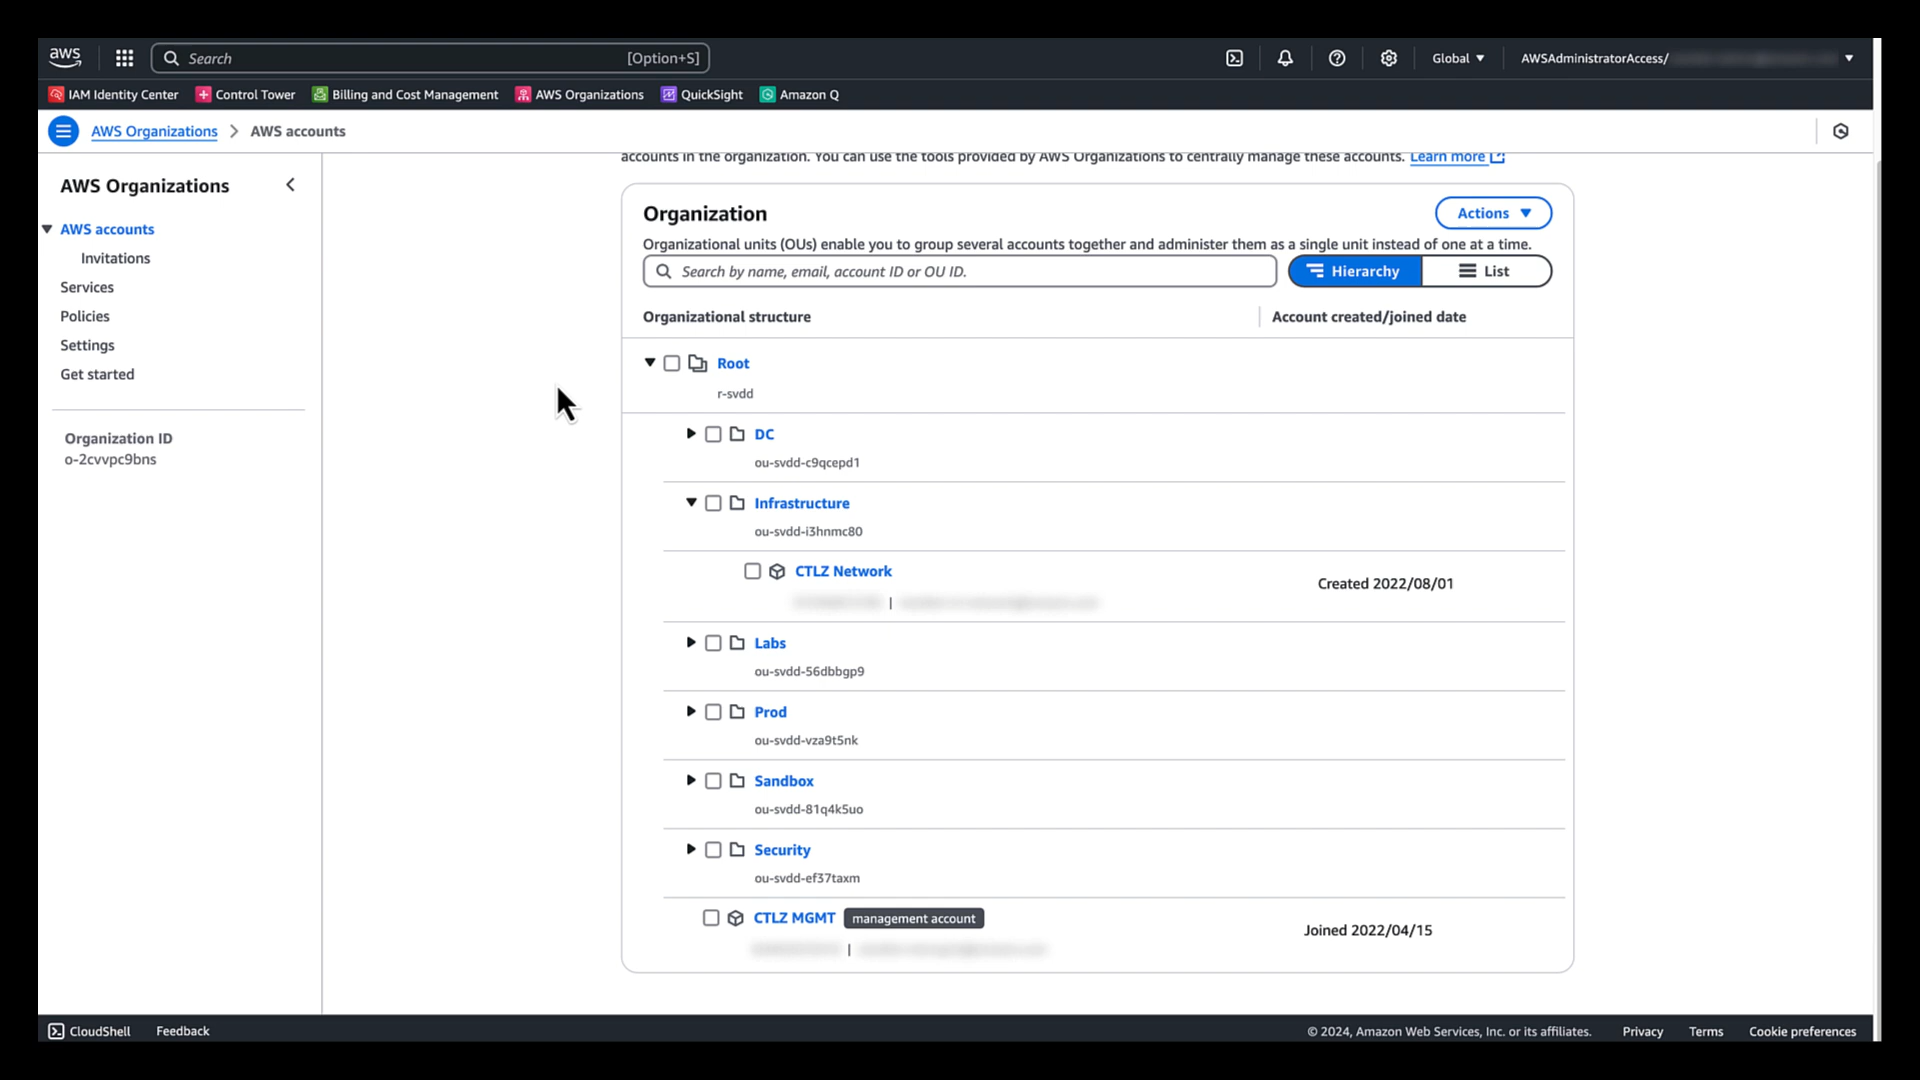 aws
Search [Option+S]
Global
AWSAdministratorAccess/
IAM Identity Center
Control Tower
Billing and Cost Management
AWS Organizations
QuickSight
Amazon Q
AWS Organizations > AWS accounts
AWS Organizations
AWS accounts
Invitations
Services
Policies
Settings
Get started
Organization ID
o-2cvvpc9bns
accounts in the organization. You can use the tools provided by AWS Organizations to centrally manage these accounts. Learn more
Organization
Actions
Organizational units (OUs) enable you to group several accounts together and administer them as a single unit instead of one at a time.
Search by name, email, account ID or OU ID.
Hierarchy
List
Organizational structure
Account created/joined date
Root
r-svdd
DC
ou-svdd-c9qcepd1
Infrastructure
ou-svdd-i3hnmc80
CTLZ Network
Created 2022/08/01
|
Labs
ou-svdd-56dbbgp9
Prod
ou-svdd-vza9t5nk
Sandbox
ou-svdd-81q4k5uo
Security
ou-svdd-ef37taxm
CTLZ MGMT management account
Joined 2022/04/15
|
CloudShell
Feedback
© 2024, Amazon Web Services, Inc. or its affiliates.
Privacy
Terms
Cookie preferences